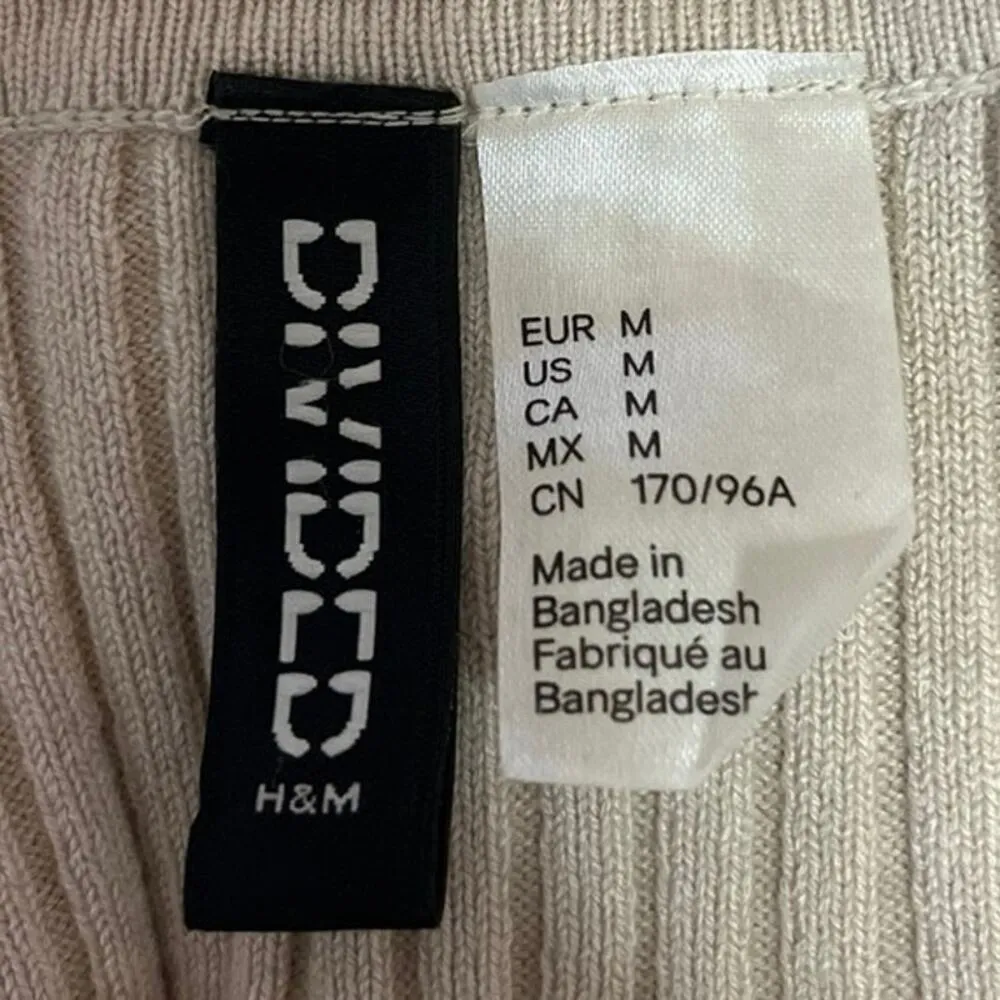 DIVIDED
H&M
EUR M
US M
CA M
MX M
CN 170/96A
Made in
Bangladesh
Fabriqué au
Bangladesh